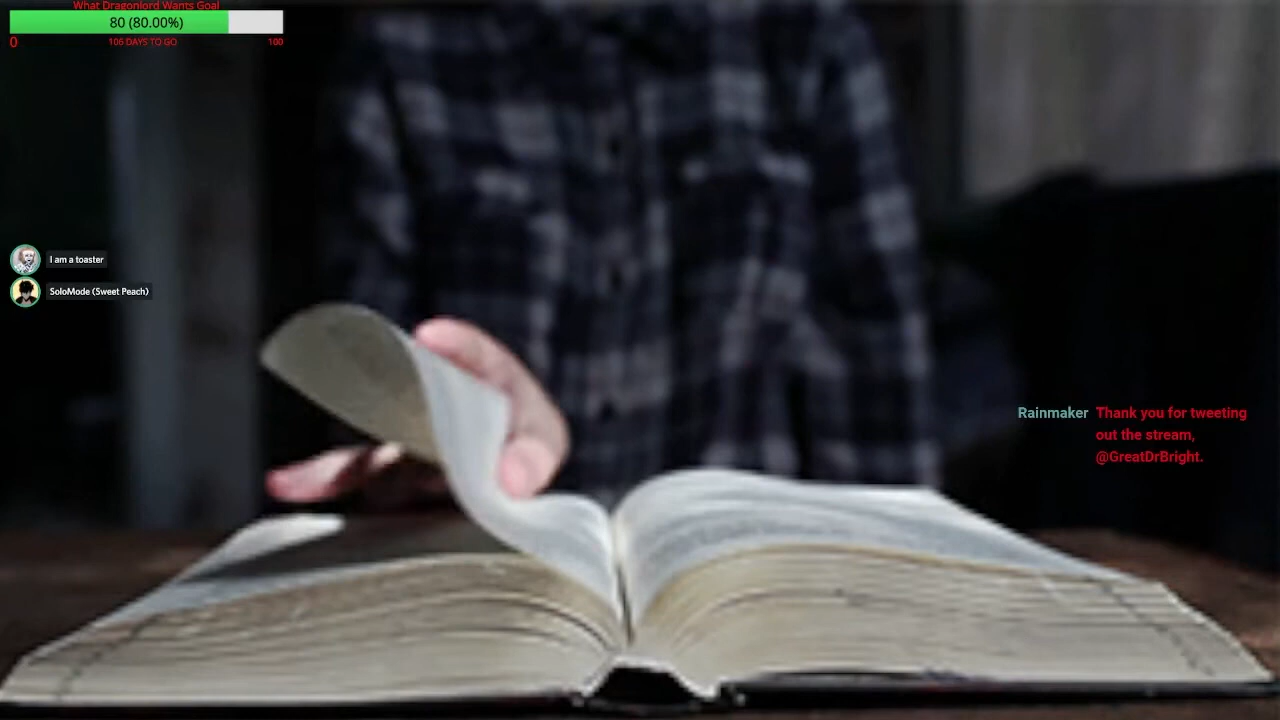 What Dragonlord Wants Goal
80 (80.00%)
0 106 DAYS TO GO 100
I am a toaster
SoloMode (Sweet Peach)
Rainmaker Thank you for tweeting
out the stream,
@GreatDrBright.